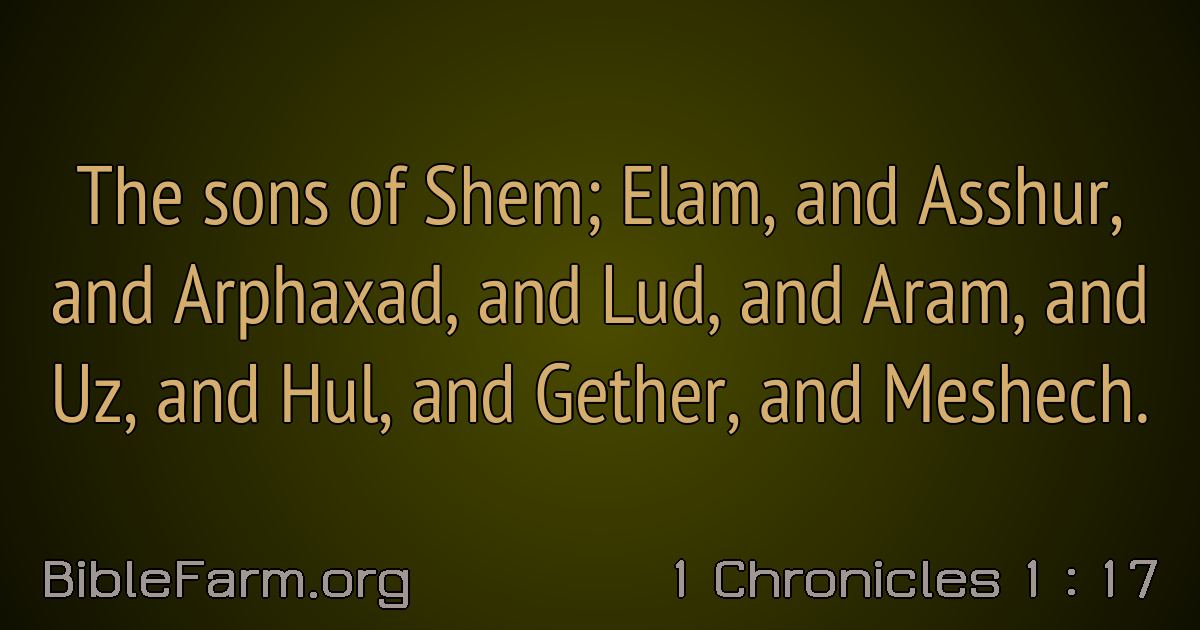 The sons of Shem; Elam, and Asshur,
and Arphaxad, and Lud, and Aram, and
Uz, and Hul, and Gether, and Meshech.
BibleFarm.org
1 Chronicles 1 : 17